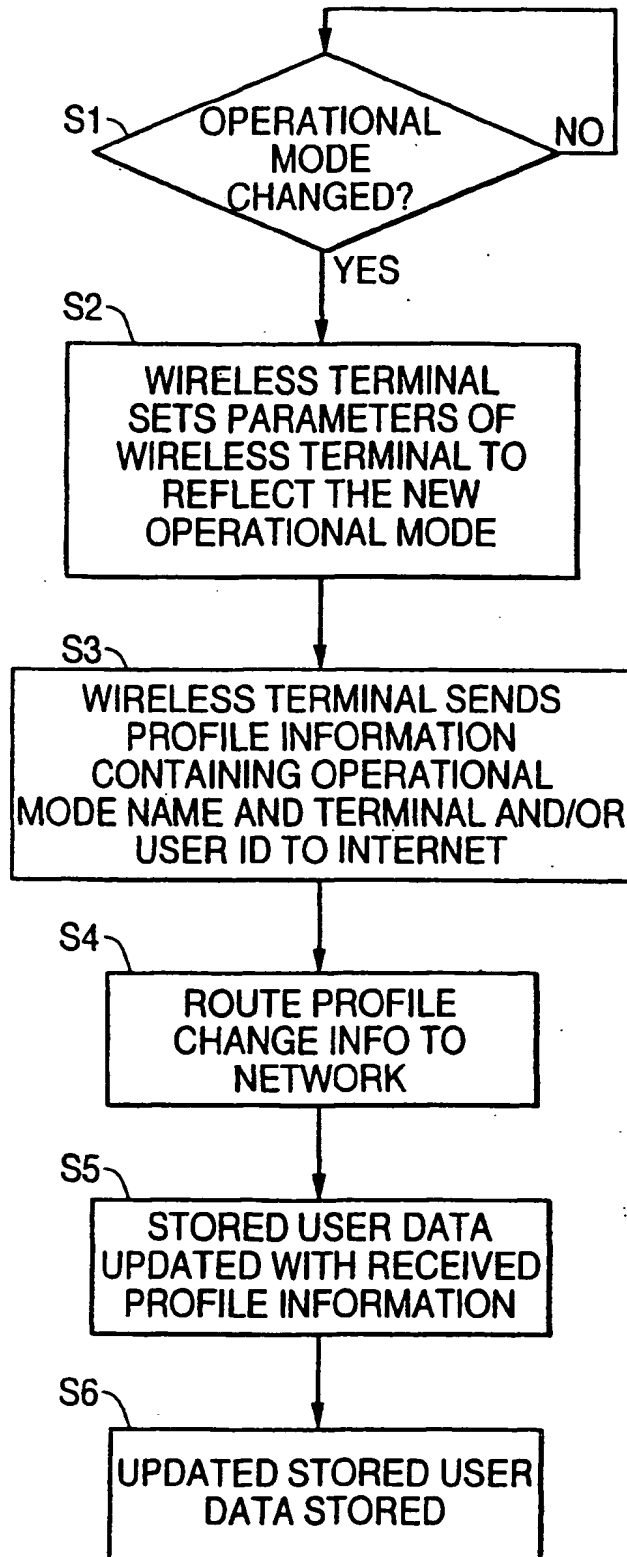 S1
OPERATIONAL
MODE
CHANGED?
NO
YES
S2
WIRELESS TERMINAL
SETS PARAMETERS OF
WIRELESS TERMINAL TO
REFLECT THE NEW
OPERATIONAL MODE
S3
WIRELESS TERMINAL SENDS
PROFILE INFORMATION
CONTAINING OPERATIONAL
MODE NAME AND TERMINAL AND/OR
USER ID TO INTERNET
S4
ROUTE PROFILE
CHANGE INFO TO
NETWORK
S5
STORED USER DATA
UPDATED WITH RECEIVED
PROFILE INFORMATION
S6
UPDATED STORED USER
DATA STORED